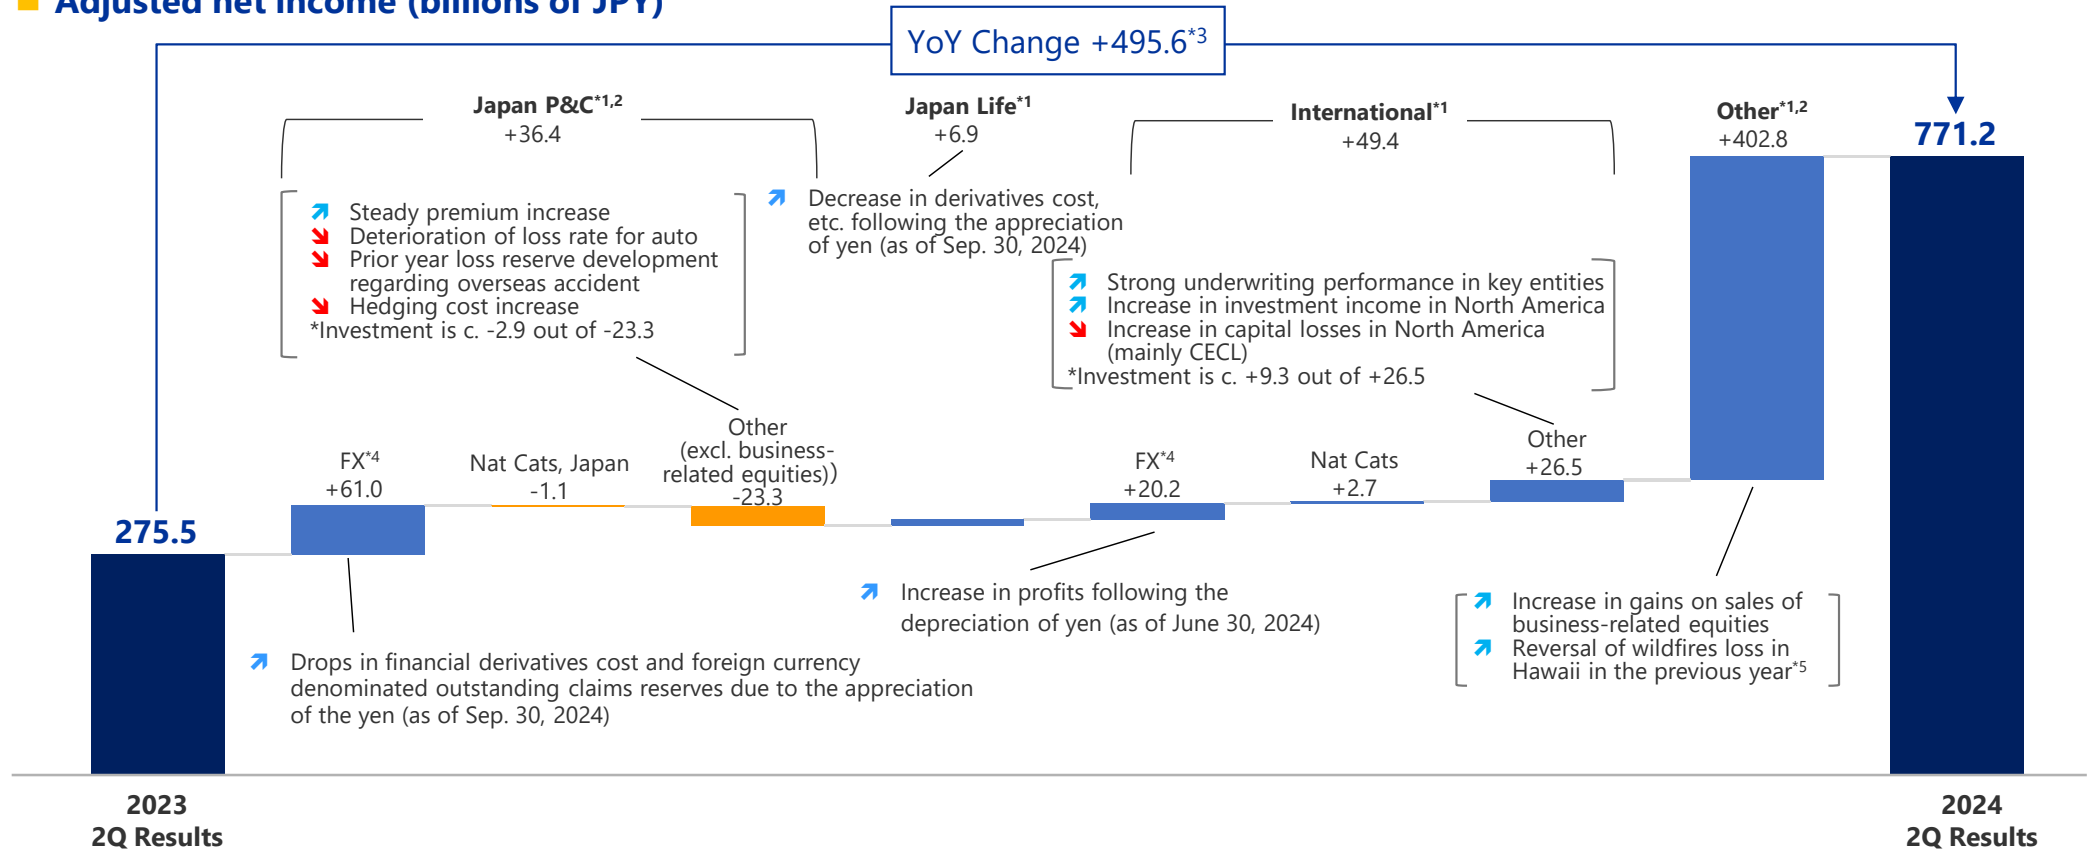 Adjusted net income (billions of JPY)
YoY Change +495.6*3
Japan P&C*1,2
+36.4
Japan Life*1
+6.9
International*1
+49.4
Other*1,2
+402.8
771.2
Steady premium increase
Deterioration of loss rate for auto
Prior year loss reserve development
regarding overseas accident
Hedging cost increase
*Investment is c. -2.9 out of -23.3
Decrease in derivatives cost,
etc. following the appreciation
of yen (as of Sep. 30, 2024)
Strong underwriting performance in key entities
Increase in investment income in North America
Increase in capital losses in North America
(mainly CECL)
*Investment is c. +9.3 out of +26.5
275.5
FX*4
+61.0
Nat Cats, Japan
-1.1
Other
(excl. business-
related equities))
-23.3
FX*4
+20.2
Nat Cats
+2.7
Other
+26.5
Drops in financial derivatives cost and foreign currency
denominated outstanding claims reserves due to the appreciation
of the yen (as of Sep. 30, 2024)
Increase in profits following the
depreciation of yen (as of June 30, 2024)
Increase in gains on sales of
business-related equities
Reversal of wildfires loss in
Hawaii in the previous year*5
2023
2Q Results
2024
2Q Results